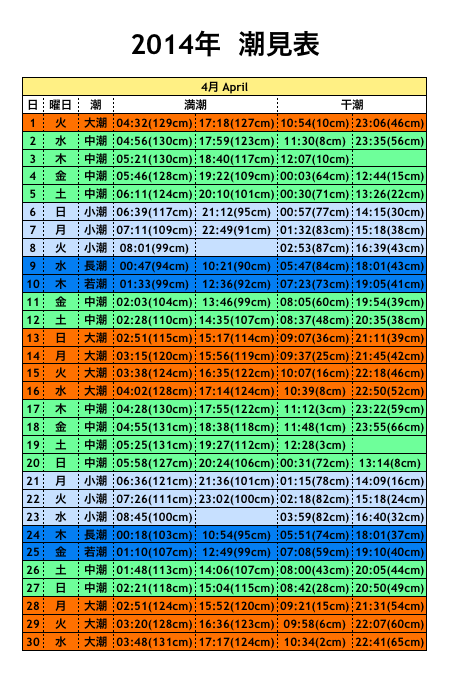 2014年 潮見表
4月 April
日 曜日 潮 満潮 干潮
1 火 大潮 04:32(129cm) 17:18(127cm) 10:54(10cm) 23:06(46cm)
2 水 中潮 04:56(130cm) 17:59(123cm) 11:30(8cm) 23:35(56cm)
3 木 中潮 05:21(130cm) 18:40(117cm) 12:07(10cm)
4 金 中潮 05:46(128cm) 19:22(109cm) 00:03(64cm) 12:44(15cm)
5 土 中潮 06:11(124cm) 20:10(101cm) 00:30(71cm) 13:26(22cm)
6 日 小潮 06:39(117cm) 21:12(95cm) 00:57(77cm) 14:15(30cm)
7 月 小潮 07:11(109cm) 22:49(91cm) 01:32(83cm) 15:18(38cm)
8 火 小潮 08:01(99cm) 02:53(87cm) 16:39(43cm)
9 水 長潮 00:47(94cm) 10:21(90cm) 05:47(84cm) 18:01(43cm)
10 木 若潮 01:33(99cm) 12:36(92cm) 07:23(73cm) 19:05(41cm)
11 金 中潮 02:03(104cm) 13:46(99cm) 08:05(60cm) 19:54(39cm)
12 土 中潮 02:28(110cm) 14:35(107cm) 08:37(48cm) 20:35(38cm)
13 日 大潮 02:51(115cm) 15:17(114cm) 09:07(36cm) 21:11(39cm)
14 月 大潮 03:15(120cm) 15:56(119cm) 09:37(25cm) 21:45(42cm)
15 火 大潮 03:38(124cm) 16:35(122cm) 10:07(16cm) 22:18(46cm)
16 水 大潮 04:02(128cm) 17:14(124cm) 10:39(8cm) 22:50(52cm)
17 木 中潮 04:28(130cm) 17:55(122cm) 11:12(3cm) 23:22(59cm)
18 金 中潮 04:55(131cm) 18:38(118cm) 11:48(1cm) 23:55(66cm)
19 土 中潮 05:25(131cm) 19:27(112cm) 12:28(3cm)
20 日 中潮 05:58(127cm) 20:24(106cm) 00:31(72cm) 13:14(8cm)
21 月 小潮 06:36(121cm) 21:36(101cm) 01:15(78cm) 14:09(16cm)
22 火 小潮 07:26(111cm) 23:02(100cm) 02:18(82cm) 15:18(24cm)
23 水 小潮 08:45(100cm) 03:59(82cm) 16:40(32cm)
24 木 長潮 00:18(103cm) 10:54(95cm) 05:51(74cm) 18:01(37cm)
25 金 若潮 01:10(107cm) 12:49(99cm) 07:08(59cm) 19:10(40cm)
26 土 中潮 01:48(113cm) 14:06(107cm) 08:00(43cm) 20:05(44cm)
27 日 中潮 02:21(118cm) 15:04(115cm) 08:42(28cm) 20:50(49cm)
28 月 大潮 02:51(124cm) 15:52(120cm) 09:21(15cm) 21:31(54cm)
29 火 大潮 03:20(128cm) 16:36(123cm) 09:58(6cm) 22:07(60cm)
30 水 大潮 03:48(131cm) 17:17(124cm) 10:34(2cm) 22:41(65cm)